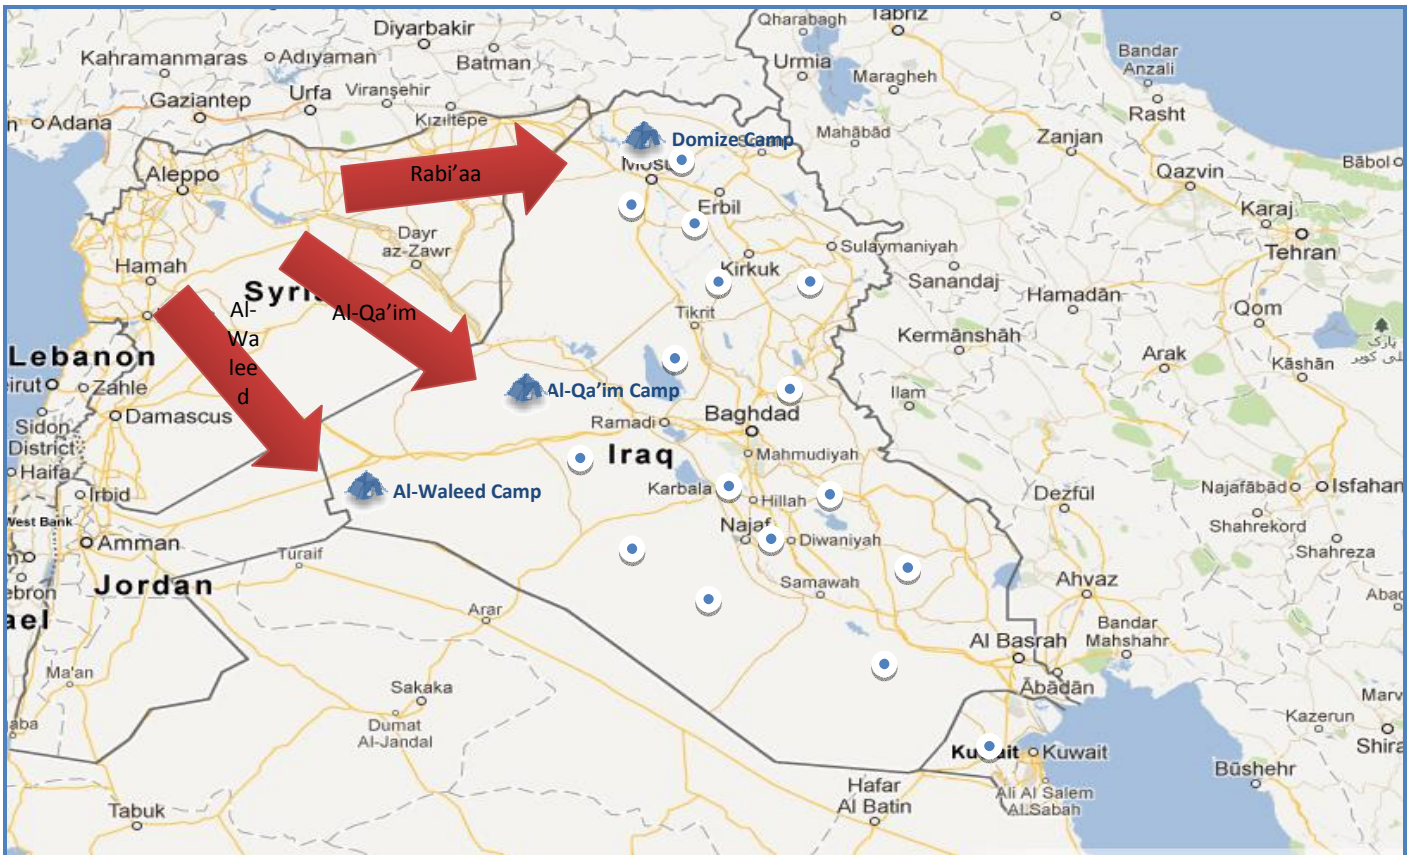 Diyarbakir
Qharabagh
Tabriz
Kahramanmaras
Adıyaman
Batman
Urmia
Bandar
Anzali
Maragheh
Gaziantep
Urfa
Viranşehir
Rasht
Adana
Kızıltepe
Domize Camp
Mahābād
Zanjan
Aleppo
Rabi'aa
Bābol
Qazvin
Erbil
Karaj
Dayr
az-Zawr
Sulaymaniyah
Tehran
Hamah
Kirkuk
Sanandaj
Hamadān
Al-
Wa
lee
d
Al-Qa'im
Tikrit
Qom
Kermānshāh
Lebanon
Arak
Kāshān
Zahle
Al-Qa'im Camp
Ilam
Damascus
Ramadi
Baghdad
Sidon
District
Iraq
Mahmudiyah
Haifa
Al-Waleed Camp
Karbala
Hillah
Irbid
Dezfūl
Najafābād
Isfahan
West Bank
Najaf
Shahrekord
Amman
Diwaniyah
Shahreza
Turaif
Jordan
Samawah
Ahvaz
Arar
Bandar
Mahshahr
Al Basrah
Ma'an
Sakaka
Ābādān
Dumat
Al-Jandal
Kazerun
Kuwait
Būshehr
Hafar
Al Batin
Ali Al Salem
AlSabah
Tabuk